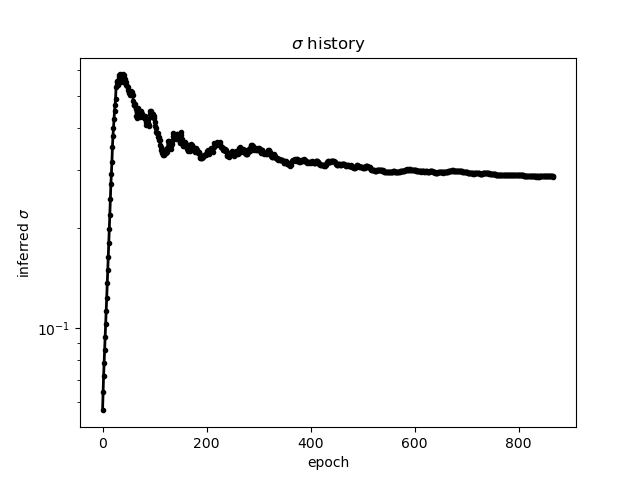 σ history
inferred σ
10⁻¹
0 200 400 600 800
epoch